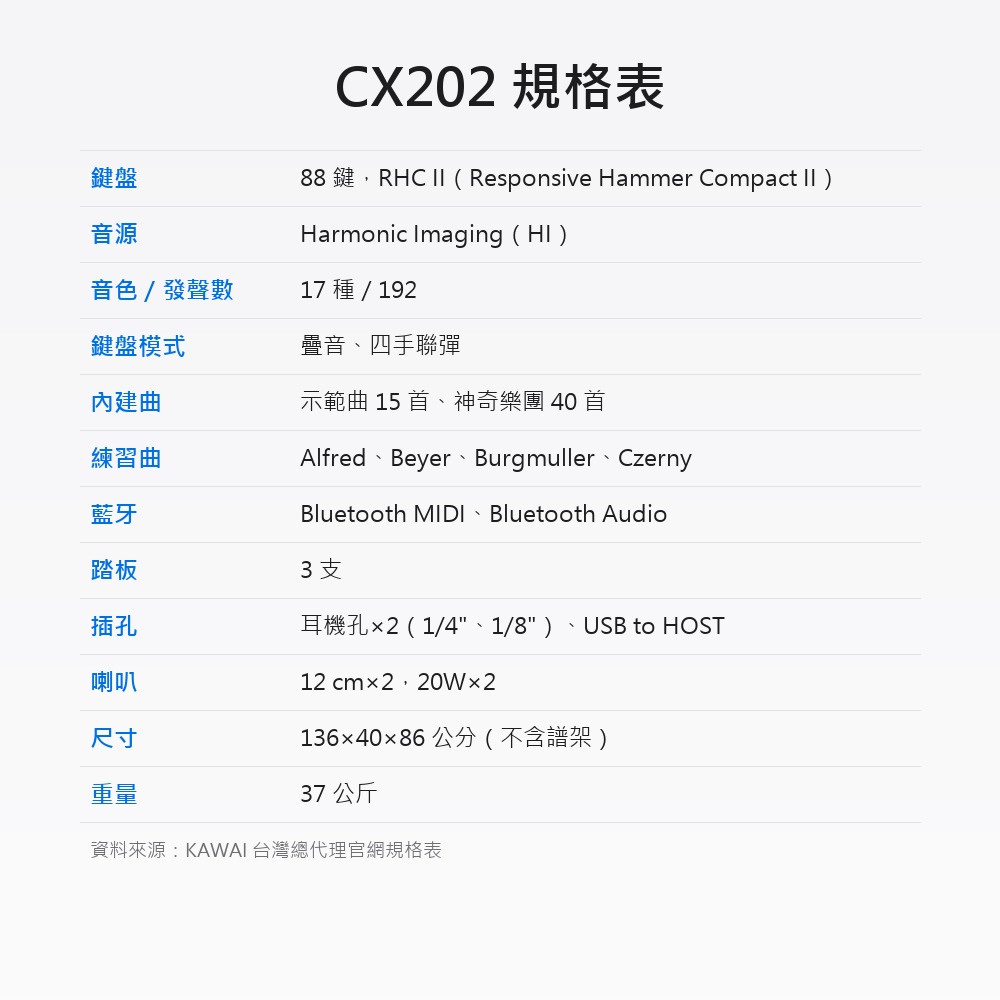 CX202 規格表
鍵盤 88 鍵，RHC II（Responsive Hammer Compact II）
音源 Harmonic Imaging（HI）
音色 / 發聲數 17 種 / 192
鍵盤模式 疊音、四手聯彈
內建曲 示範曲 15 首、神奇樂團 40 首
練習曲 Alfred、Beyer、Burgmuller、Czerny
藍牙 Bluetooth MIDI、Bluetooth Audio
踏板 3 支
插孔 耳機孔×2（1/4"、1/8"）、USB to HOST
喇叭 12 cm×2，20W×2
尺寸 136×40×86 公分（不含譜架）
重量 37 公斤
資料來源：KAWAI 台灣總代理官網規格表